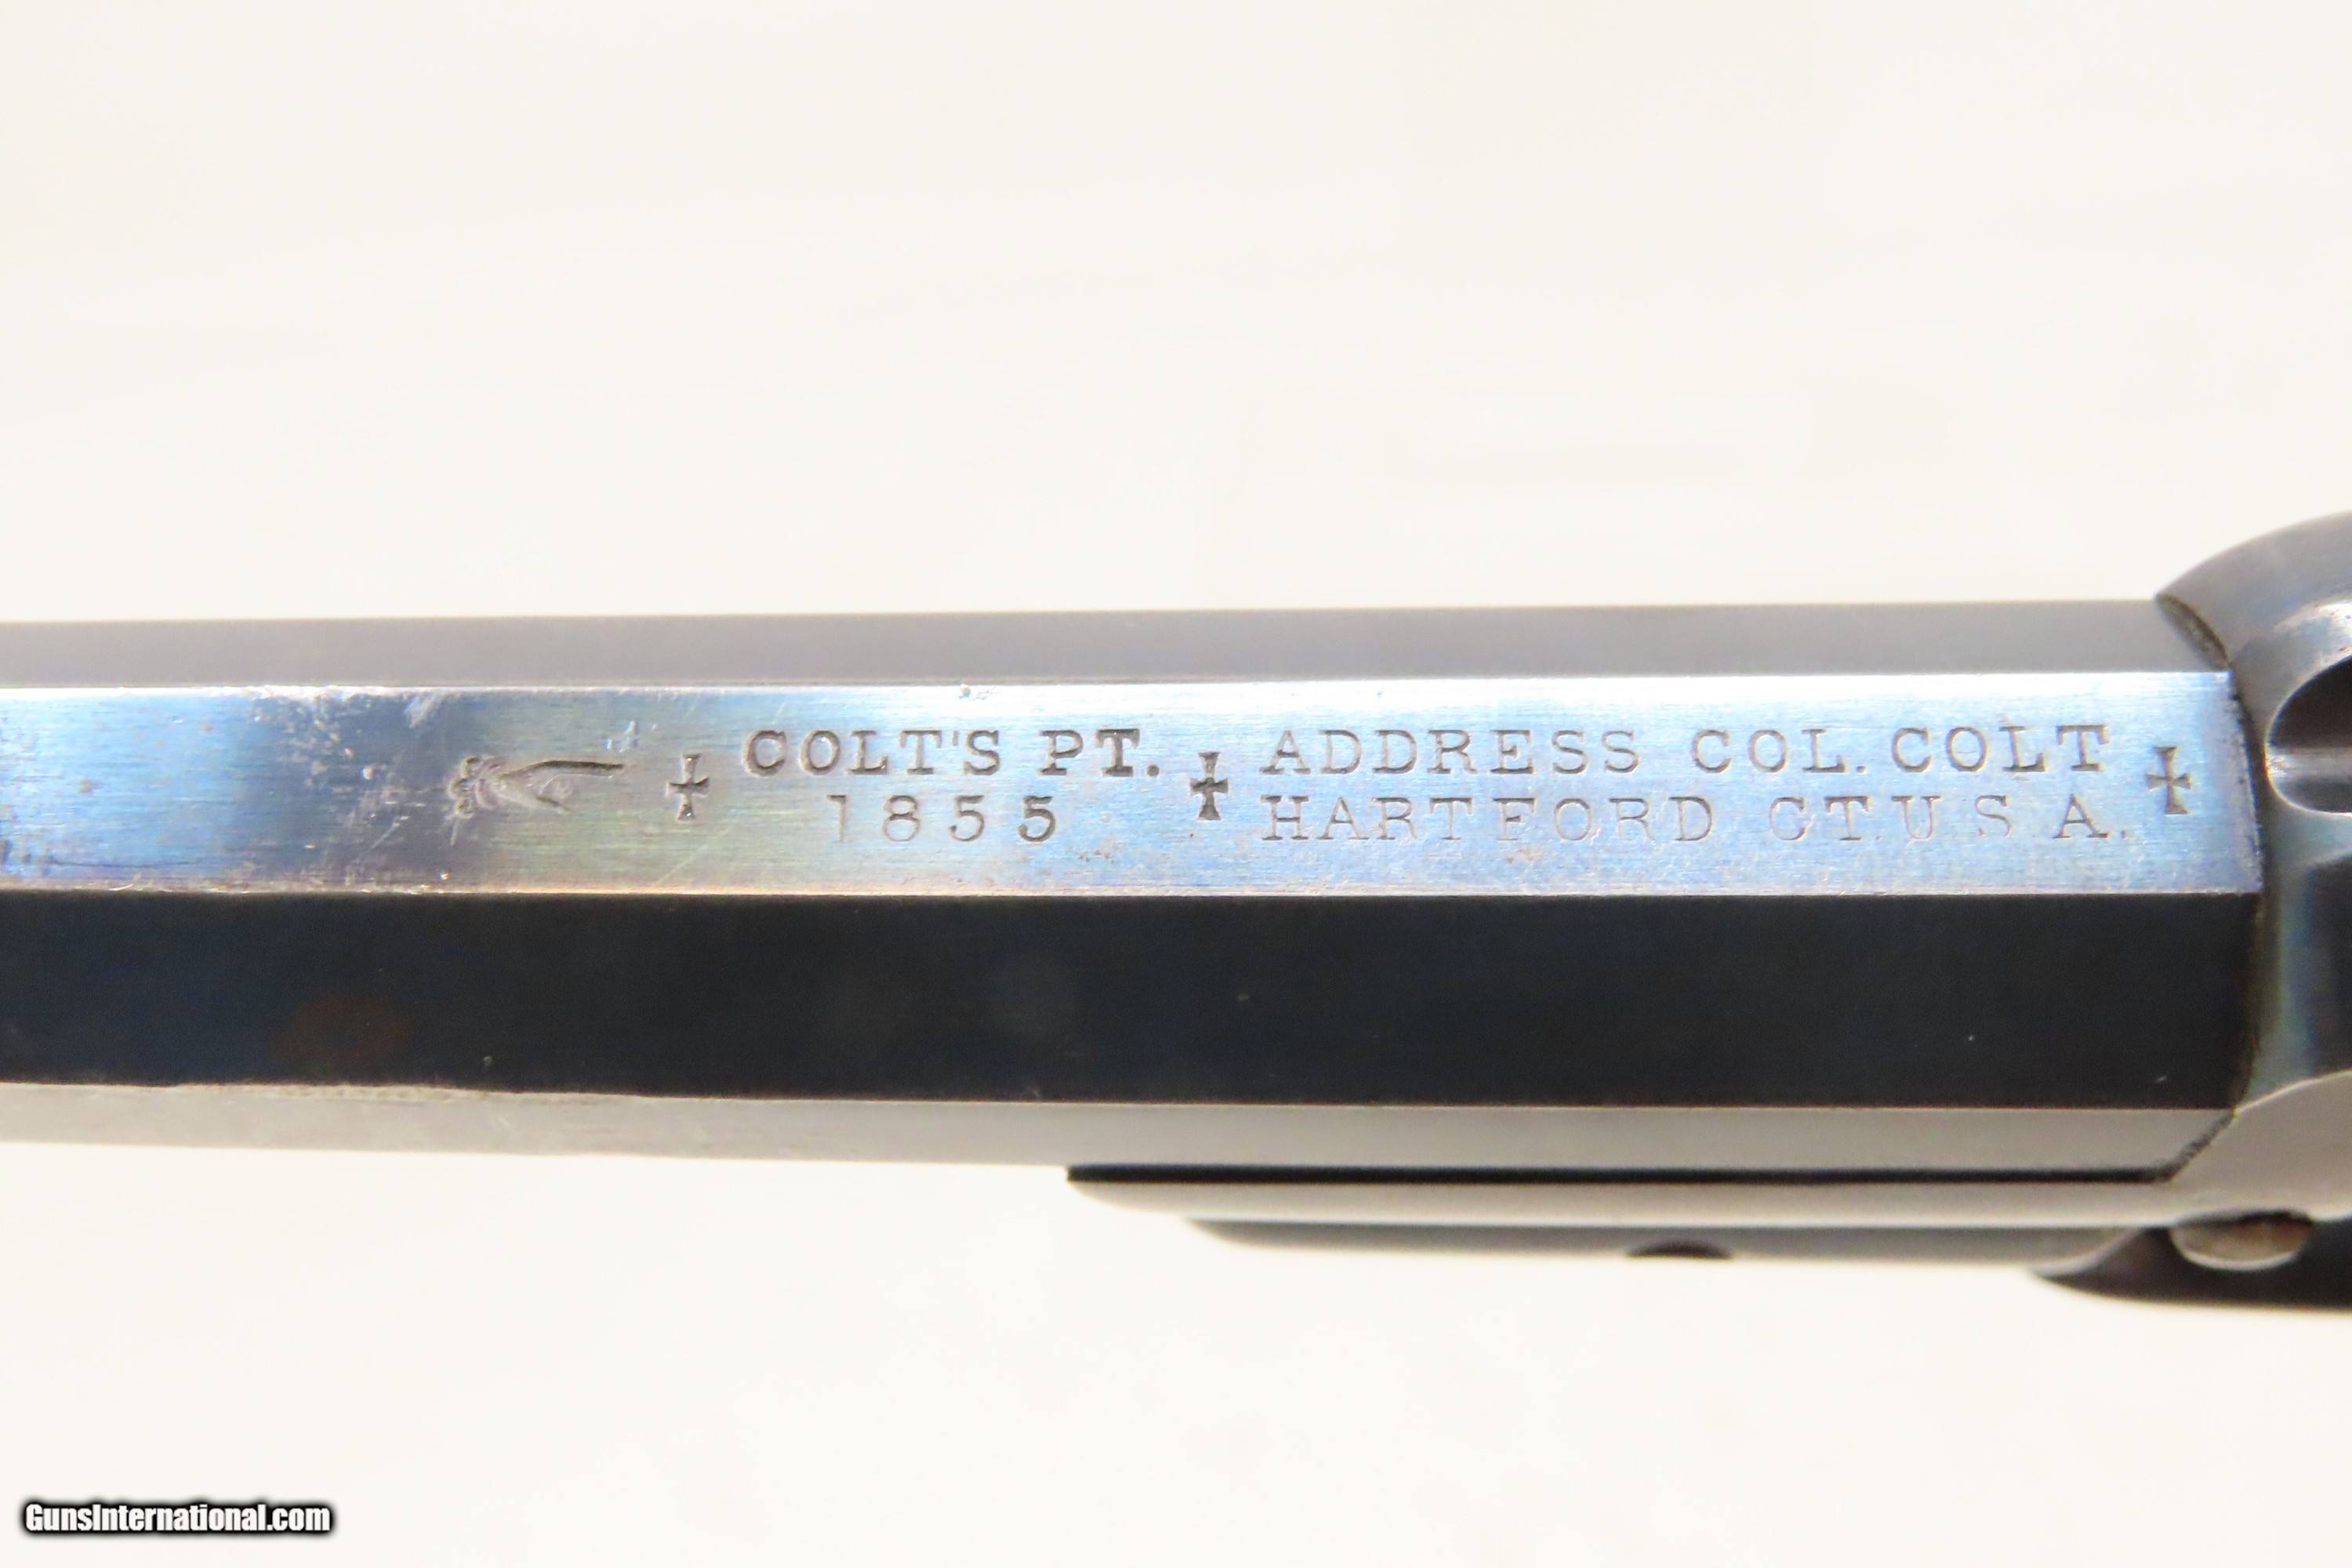 COLT'S PT.
1855
ADDRESS COL. COLT
HARTFORD CT. U S A.
GunsInternational.com